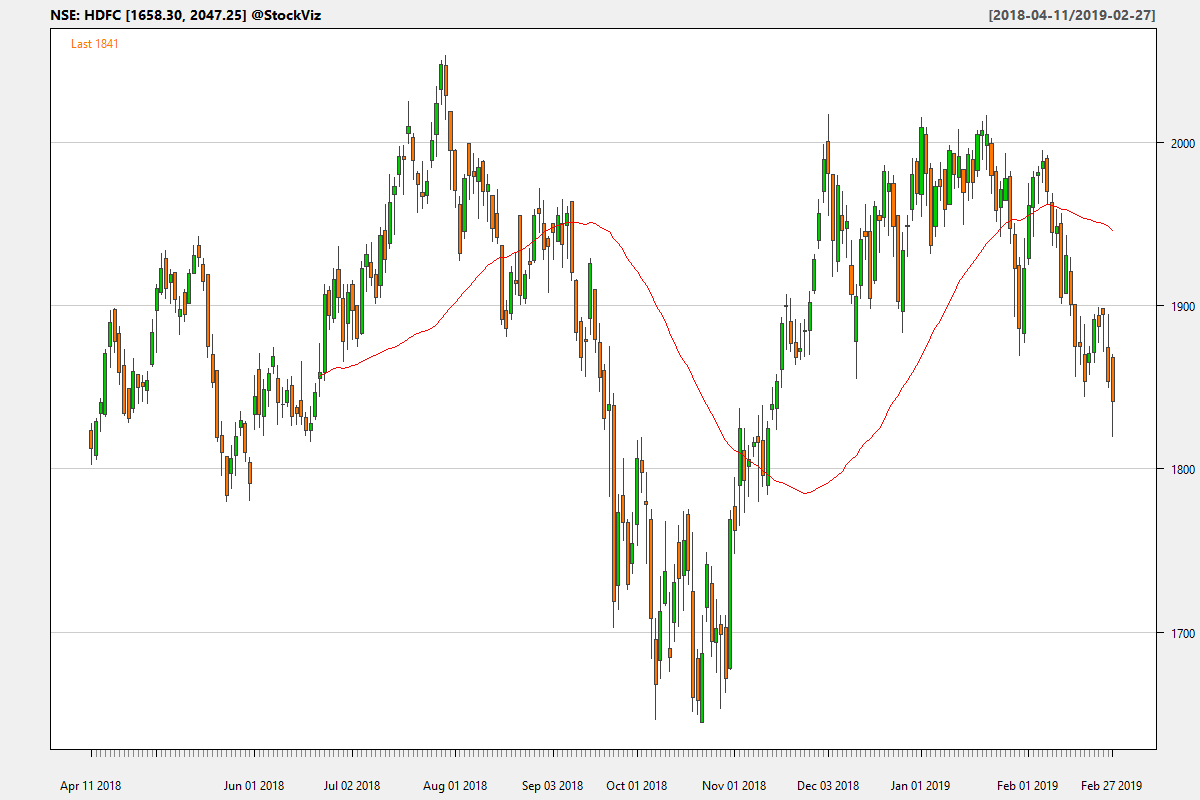 NSE: HDFC [1658.30, 2047.25] @StockViz [2018-04-11/2019-02-27]
Last 1841
2000
1900
1800
1700
Apr 11 2018 Jun 01 2018 Jul 02 2018 Aug 01 2018 Sep 03 2018 Oct 01 2018 Nov 01 2018 Dec 03 2018 Jan 01 2019 Feb 01 2019 Feb 27 2019